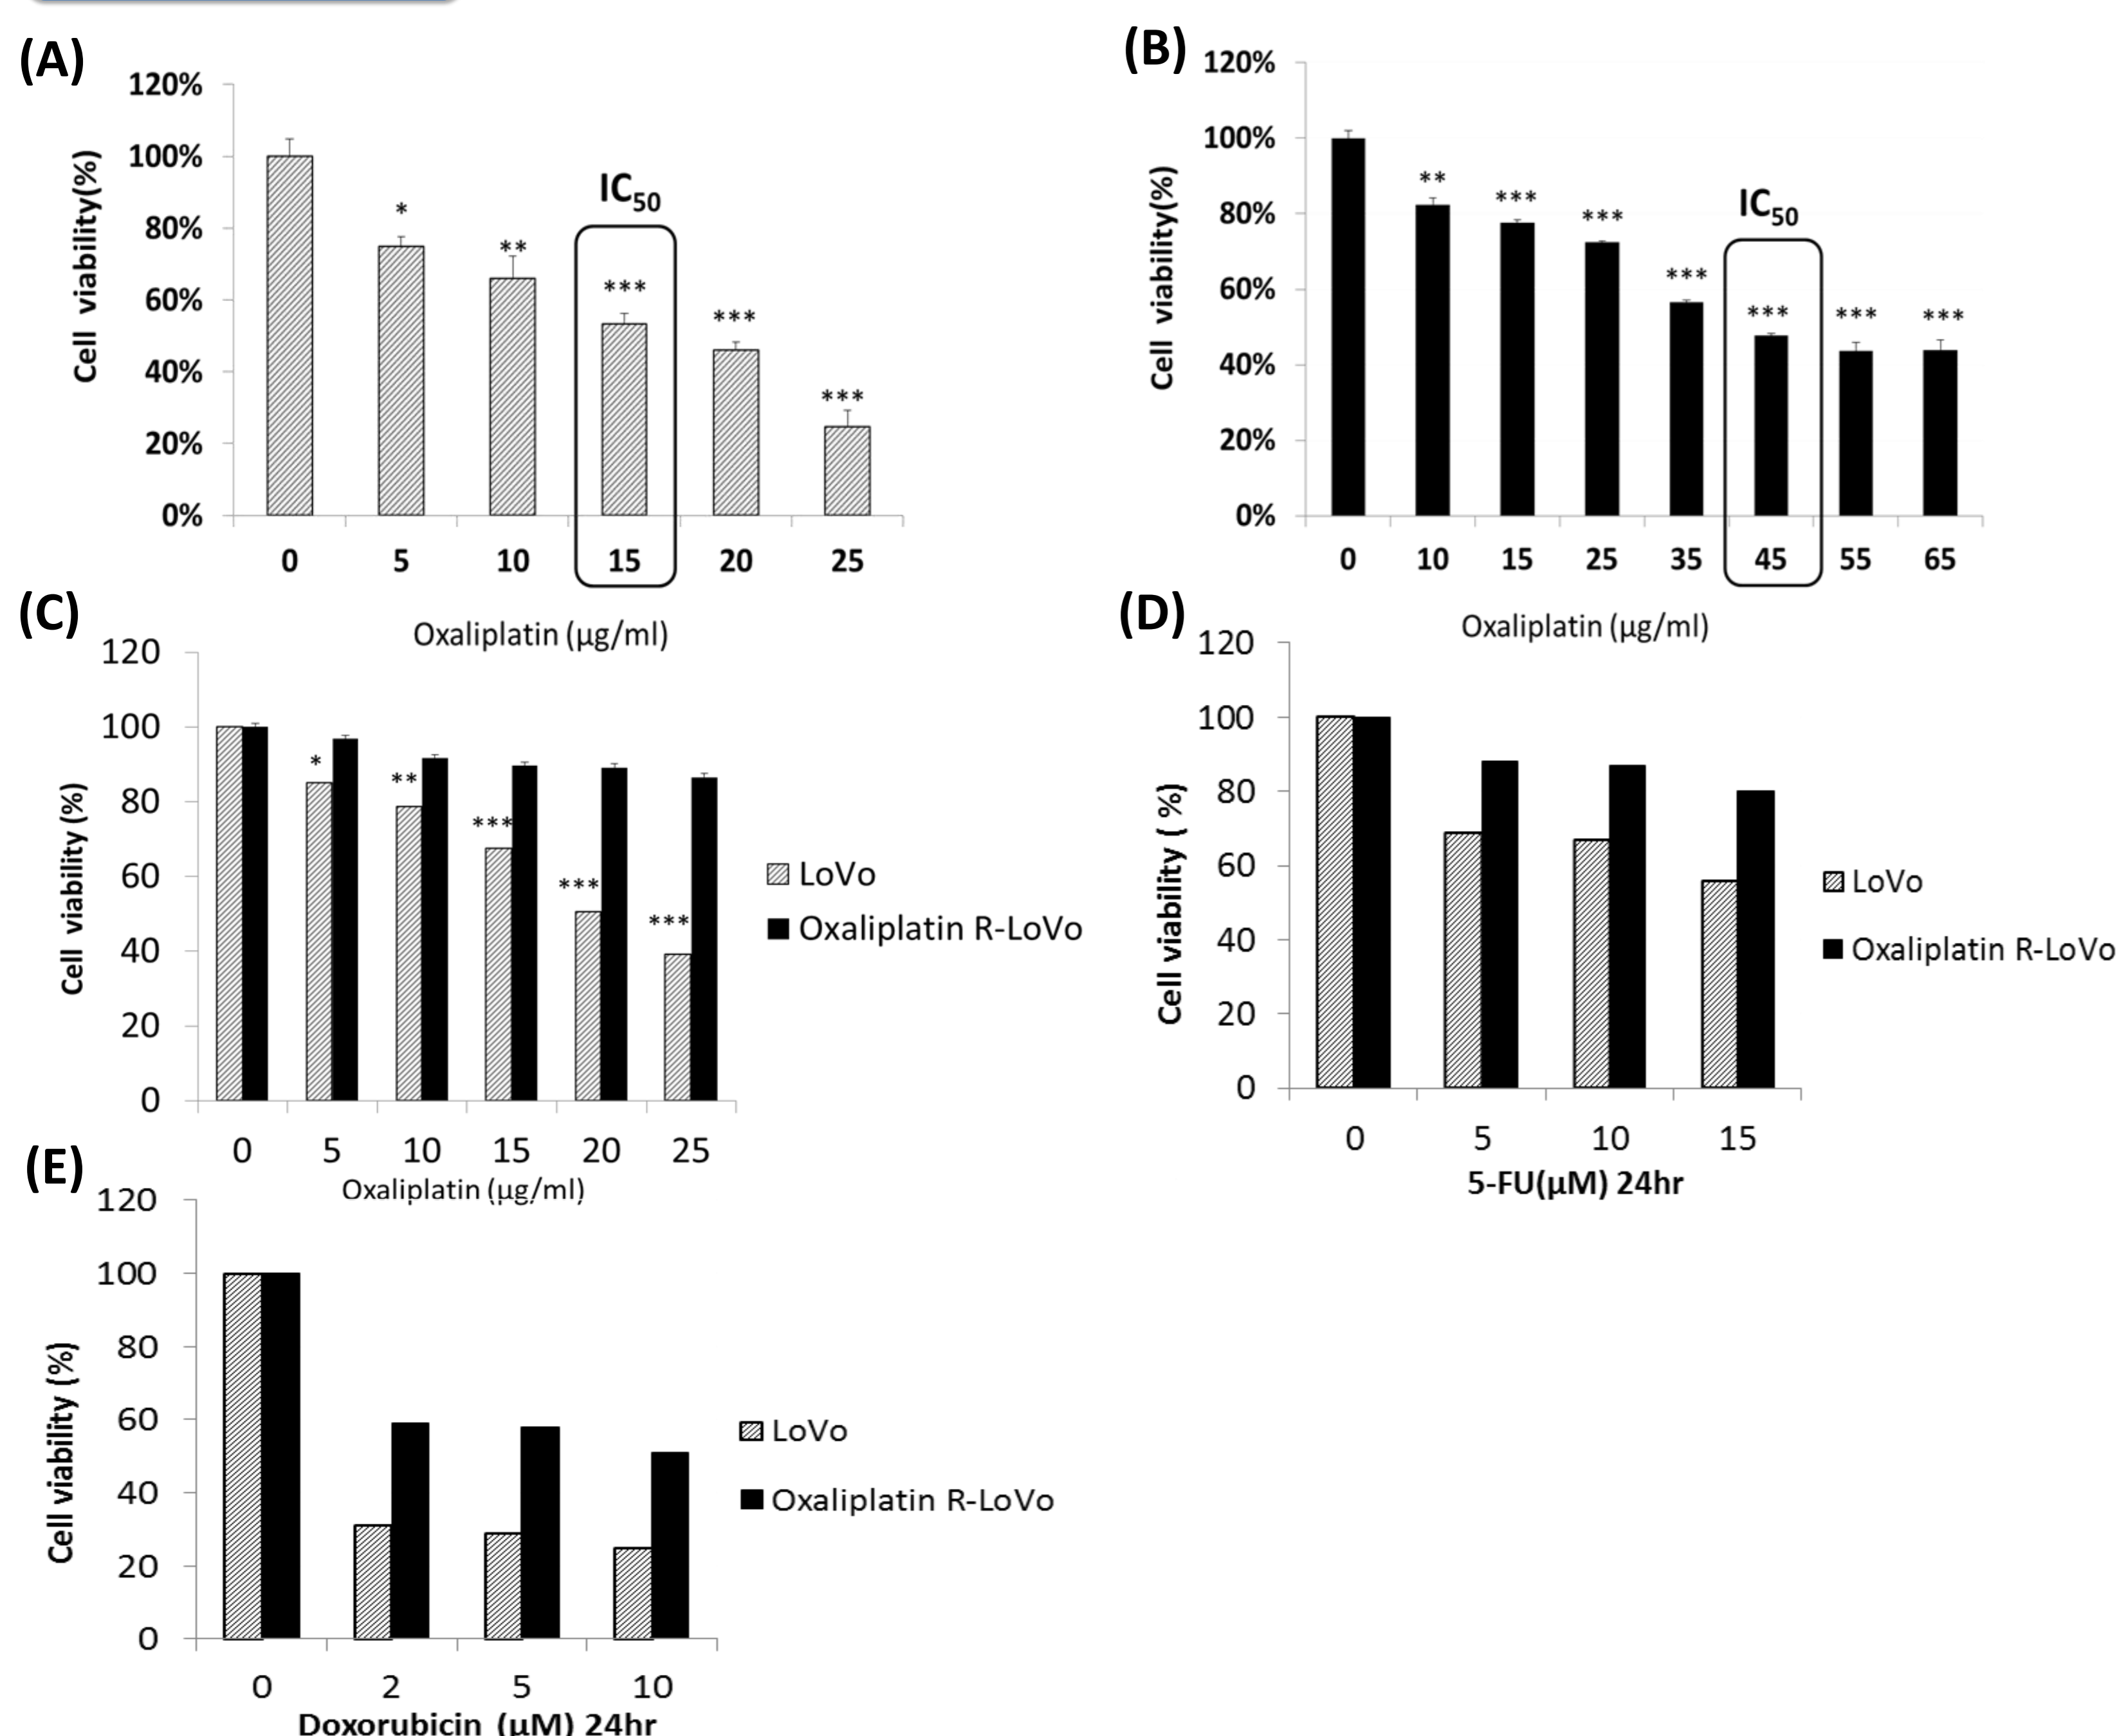 (A)
120%
100%
80%
60%
40%
20%
0%
Cell viability(%)
* ** *** *** ***
IC50
0 5 10 15 20 25
Oxaliplatin (µg/ml)
(B)
120%
100%
80%
60%
40%
20%
0%
Cell viability(%)
** *** *** *** *** *** ***
IC50
0 10 15 25 35 45 55 65
Oxaliplatin (µg/ml)
(C)
120
100
80
60
40
20
0
Cell viability (%)
* ** *** *** ***
0 5 10 15 20 25
Oxaliplatin (µg/ml)
LoVo
Oxaliplatin R-LoVo
(D)
120
100
80
60
40
20
0
Cell viability ( %)
0 5 10 15
5-FU(µM) 24hr
LoVo
Oxaliplatin R-LoVo
(E)
120
100
80
60
40
20
0
Cell viability (%)
0 2 5 10
Doxorubicin (µM) 24hr
LoVo
Oxaliplatin R-LoVo